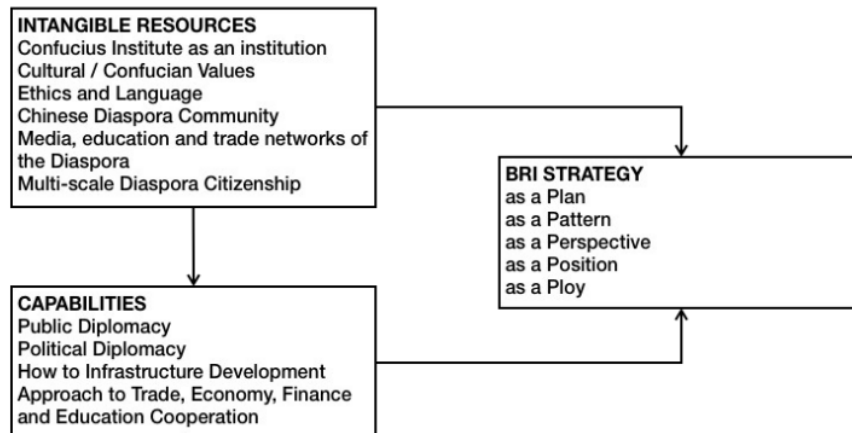 INTANGIBLE RESOURCES
Confucius Institute as an institution
Cultural / Confucian Values
Ethics and Language
Chinese Diaspora Community
Media, education and trade networks of
the Diaspora
Multi-scale Diaspora Citizenship
BRI STRATEGY
as a Plan
as a Pattern
as a Perspective
as a Position
as a Ploy
CAPABILITIES
Public Diplomacy
Political Diplomacy
How to Infrastructure Development
Approach to Trade, Economy, Finance
and Education Cooperation